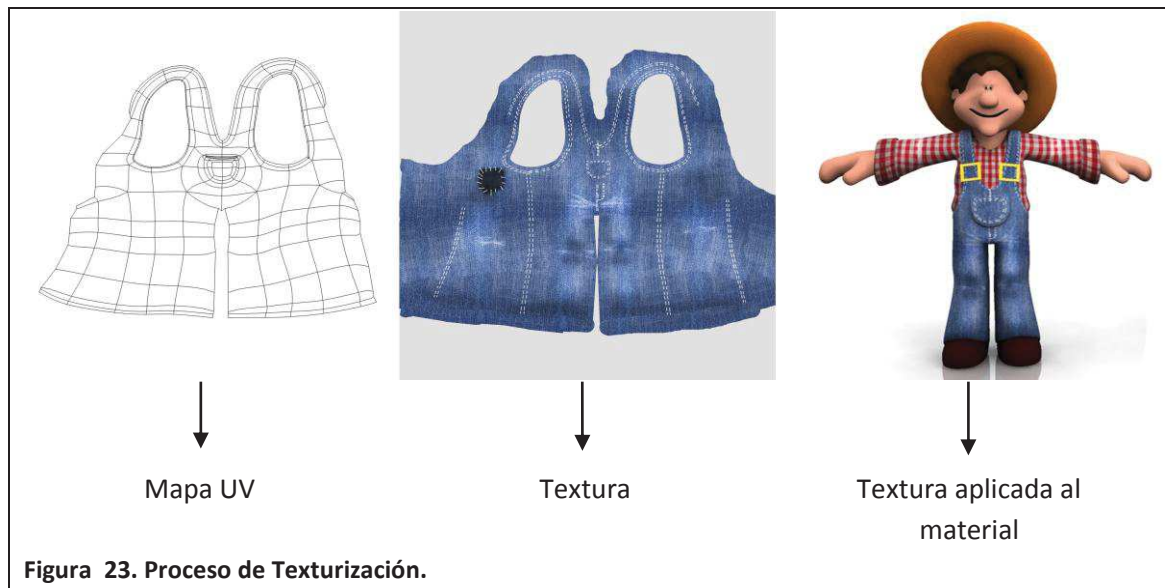 Mapa UV
Textura
Textura aplicada al
material
Figura 23. Proceso de Texturización.